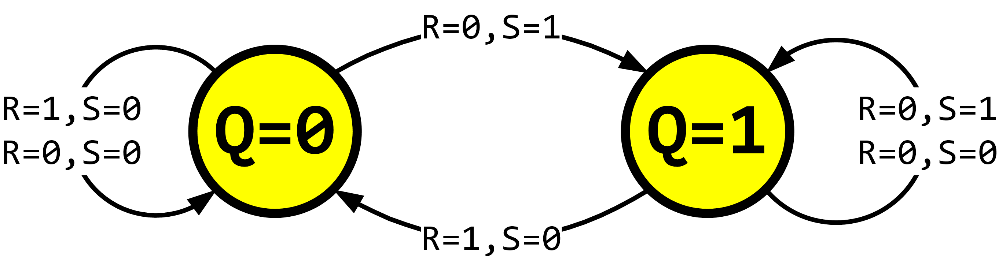 R=0,S=1
R=1,S=0
R=0,S=0
Q=0
Q=1
R=0,S=1
R=0,S=0
R=1,S=0